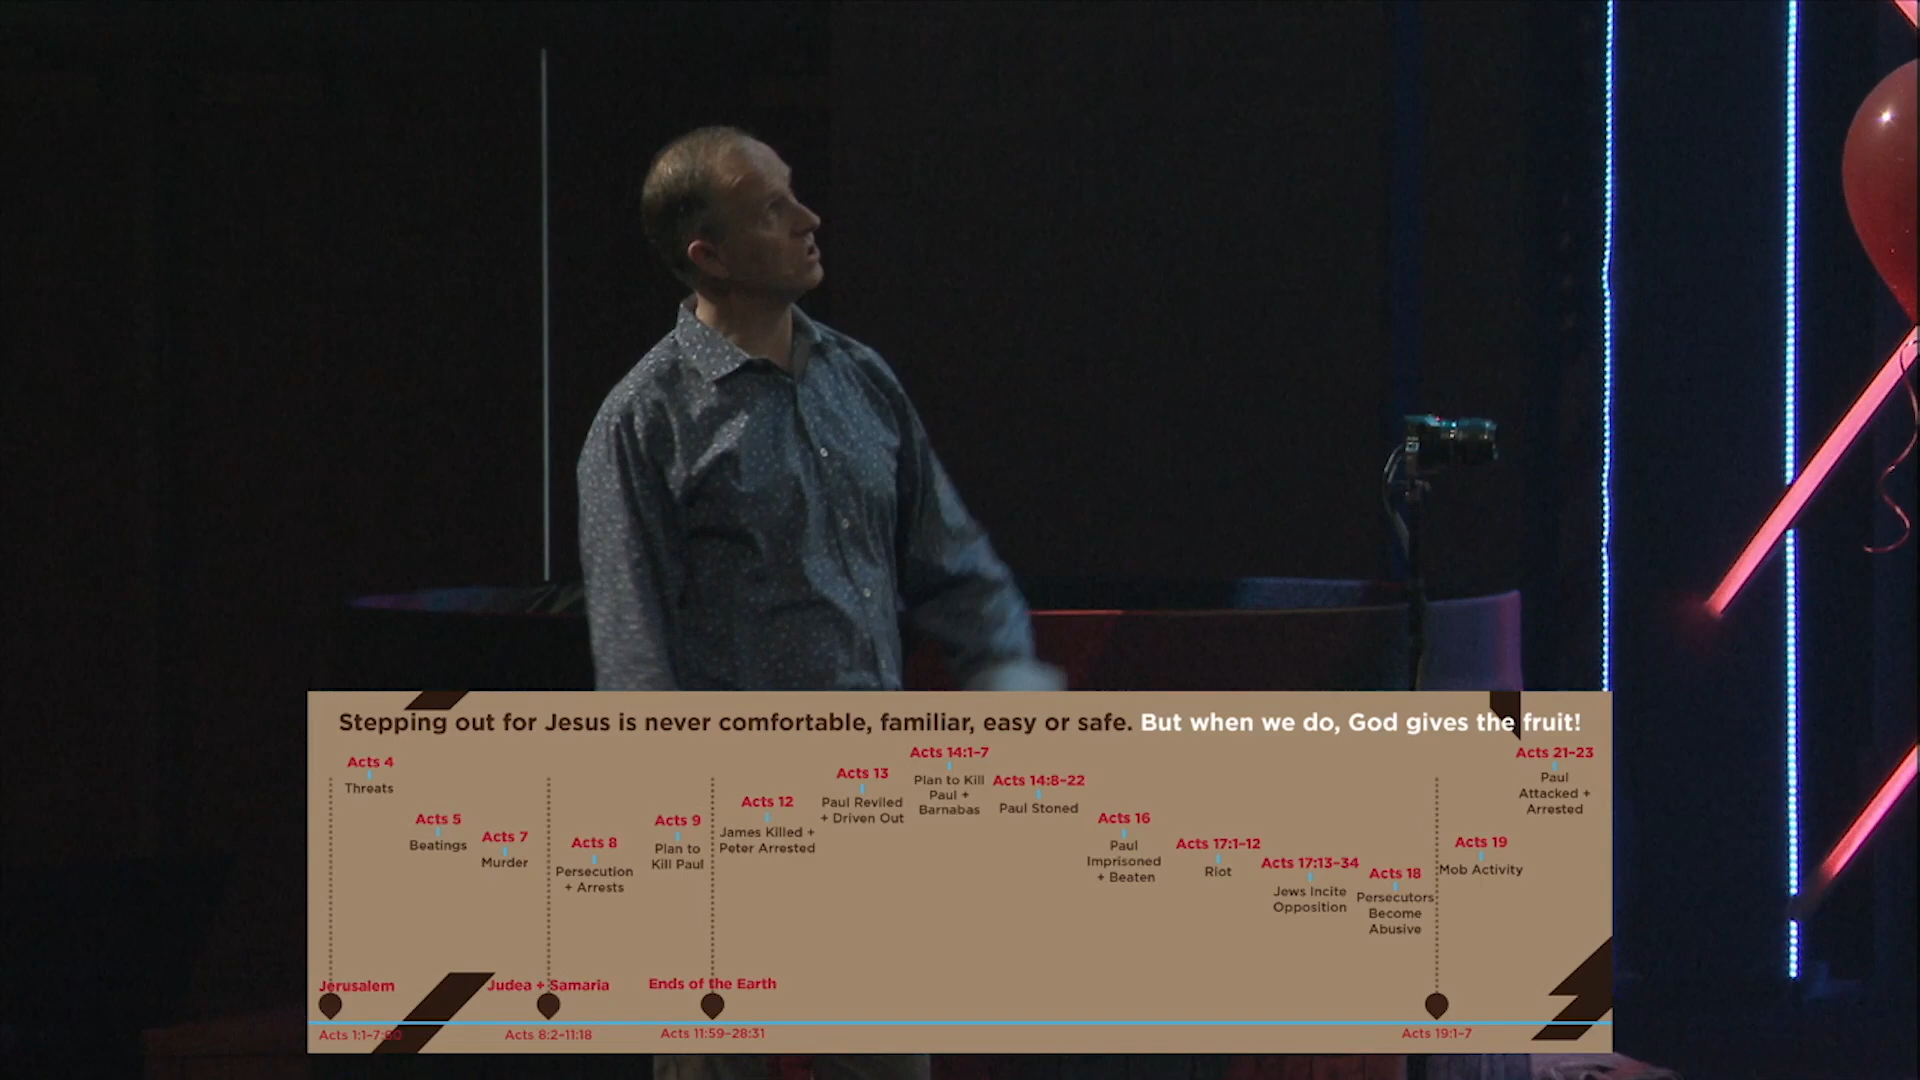 Stepping out for Jesus is never comfortable, familiar, easy or safe. But when we do, God gives the fruit!
Acts 4
Threats
Acts 5
Beatings
Acts 7
Murder
Acts 8
Persecution
+ Arrests
Acts 9
Plan to
Kill Paul
Acts 12
James Killed +
Peter Arrested
Acts 13
Paul Reviled
+ Driven Out
Acts 14:1–7
Plan to Kill
Paul +
Barnabas
Acts 14:8–22
Paul Stoned
Acts 16
Paul
Imprisoned
+ Beaten
Acts 17:1–12
Riot
Acts 17:13–34
Jews Incite
Opposition
Acts 18
Persecutors
Become
Abusive
Acts 19
Mob Activity
Acts 21–23
Paul
Attacked +
Arrested
Jerusalem
Judea + Samaria
Ends of the Earth
Acts 1:1–7:60
Acts 8:2–11:18
Acts 11:59–28:31
Acts 19:1–7